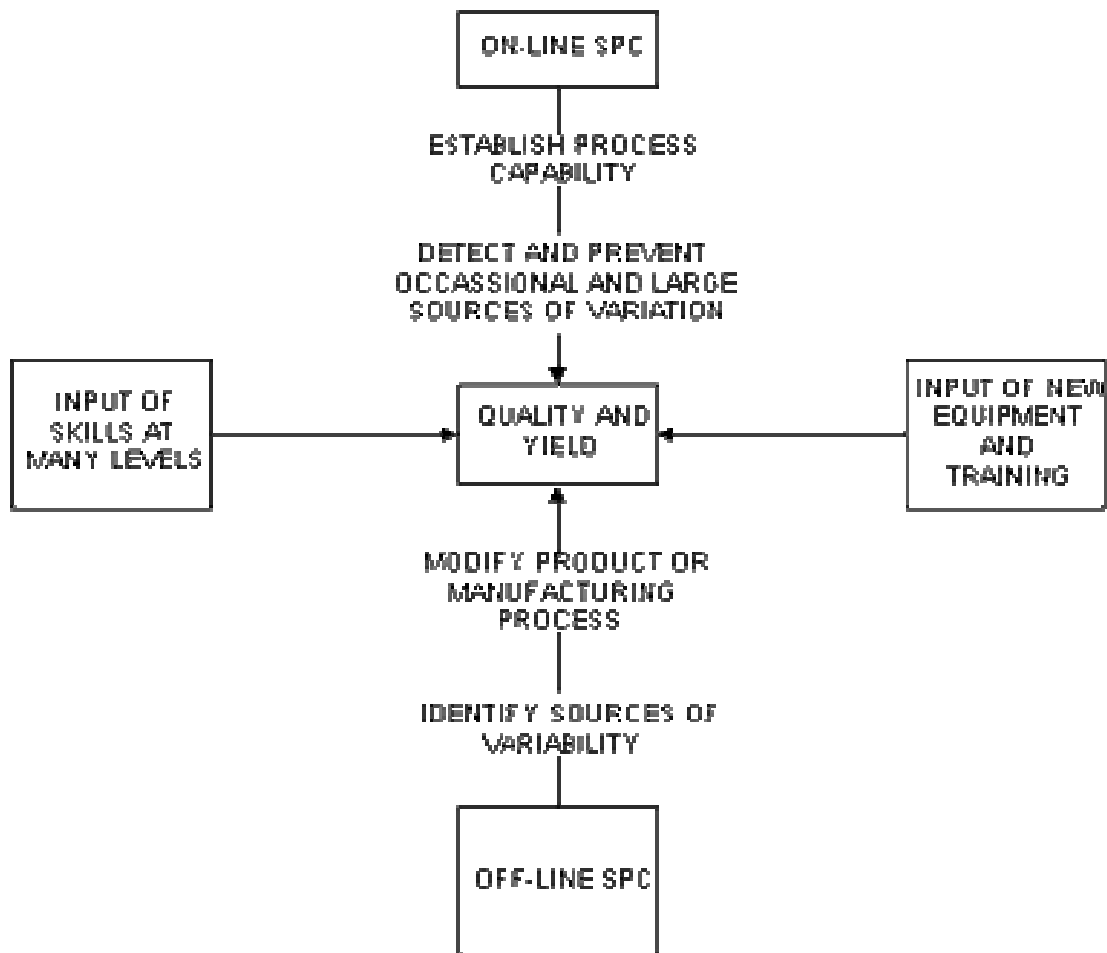 ON-LINE SPC
ESTABLISH PROCESS
CAPABILITY
DETECT AND PREVENT
OCCASSIONAL AND LARGE
SOURCES OF VARIATION
INPUT OF
SKILLS AT
MANY LEVELS
QUALITY AND
YIELD
INPUT OF NEW
EQUIPMENT
AND
TRAINING
MODIFY PRODUCT OR
MANUFACTURING
PROCESS
IDENTIFY SOURCES OF
VARIABILITY
OFF-LINE SPC